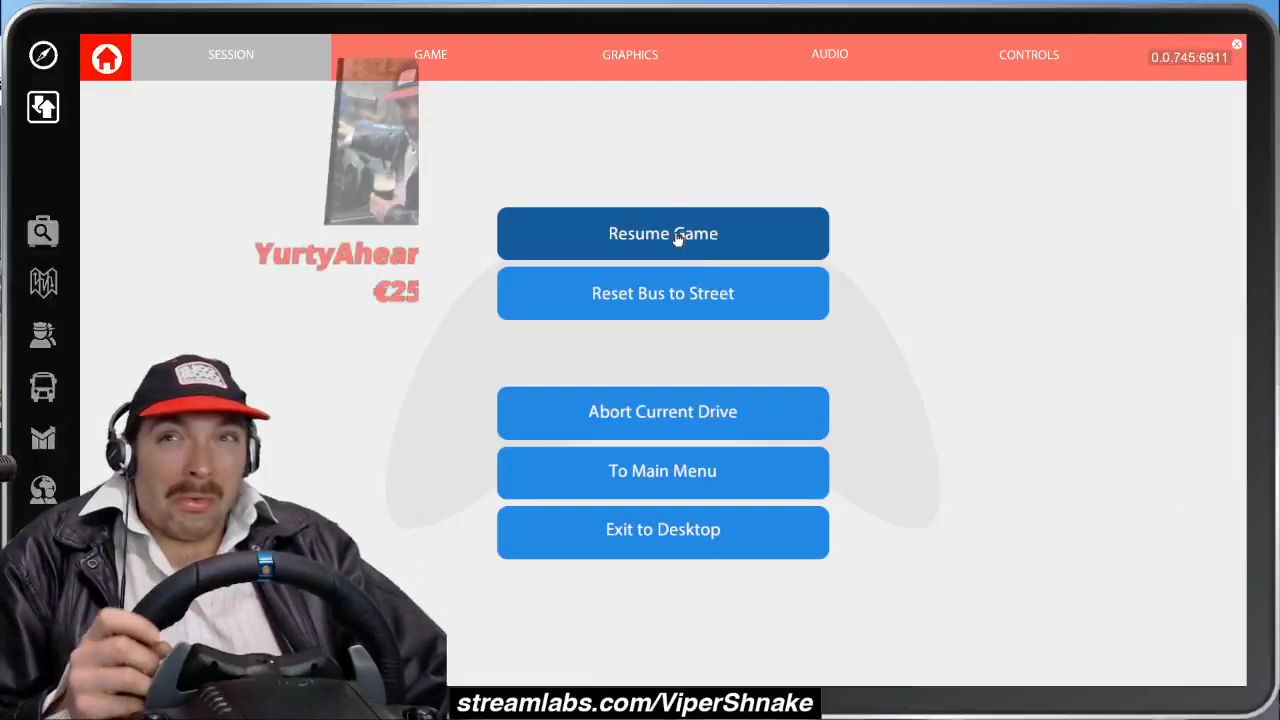 SESSION
GAME
GRAPHICS
AUDIO
CONTROLS
0.0.745:6911
Resume Game
YurtyAhear
€25
Reset Bus to Street
Abort Current Drive
To Main Menu
Exit to Desktop
streamlabs.com/ViperShnake